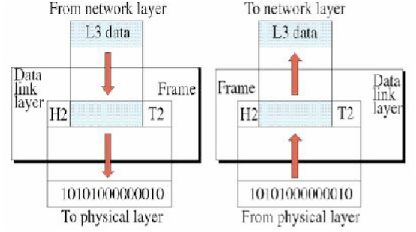 From network layer
To network layer
L3 data
L3 data
Data
link
layer
Frame
Frame
Data
link
layer
H2
T2
H2
T2
10101000000010
10101000000010
To physical layer
From physical layer